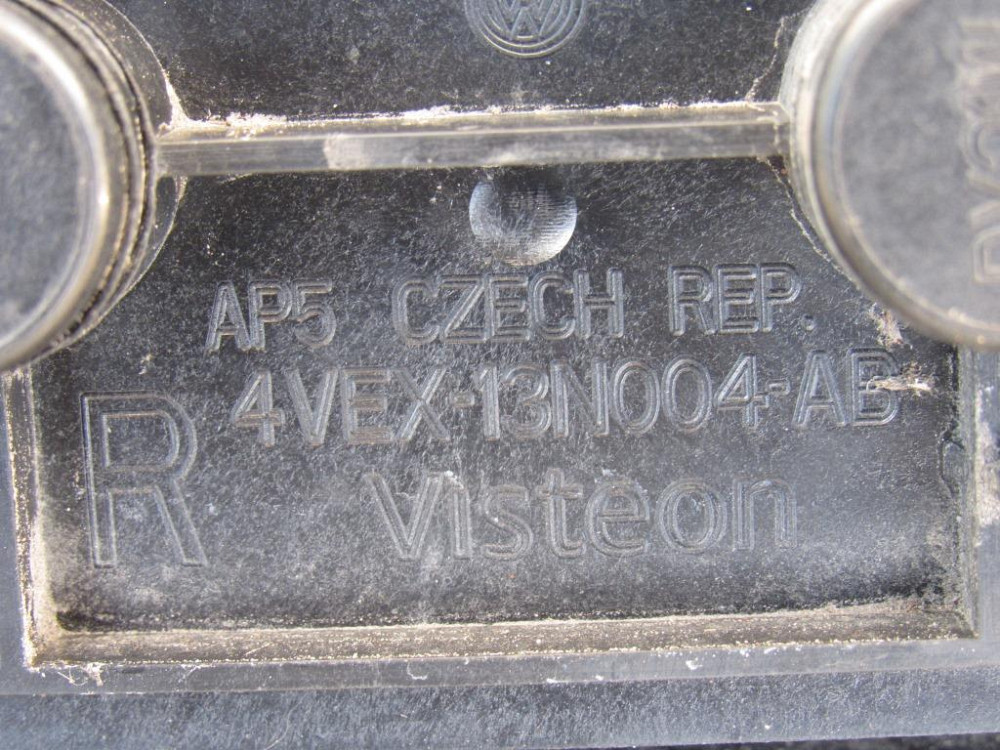 AP5 CZECH REP.
4VEX-13N004-AB
R
Visteon